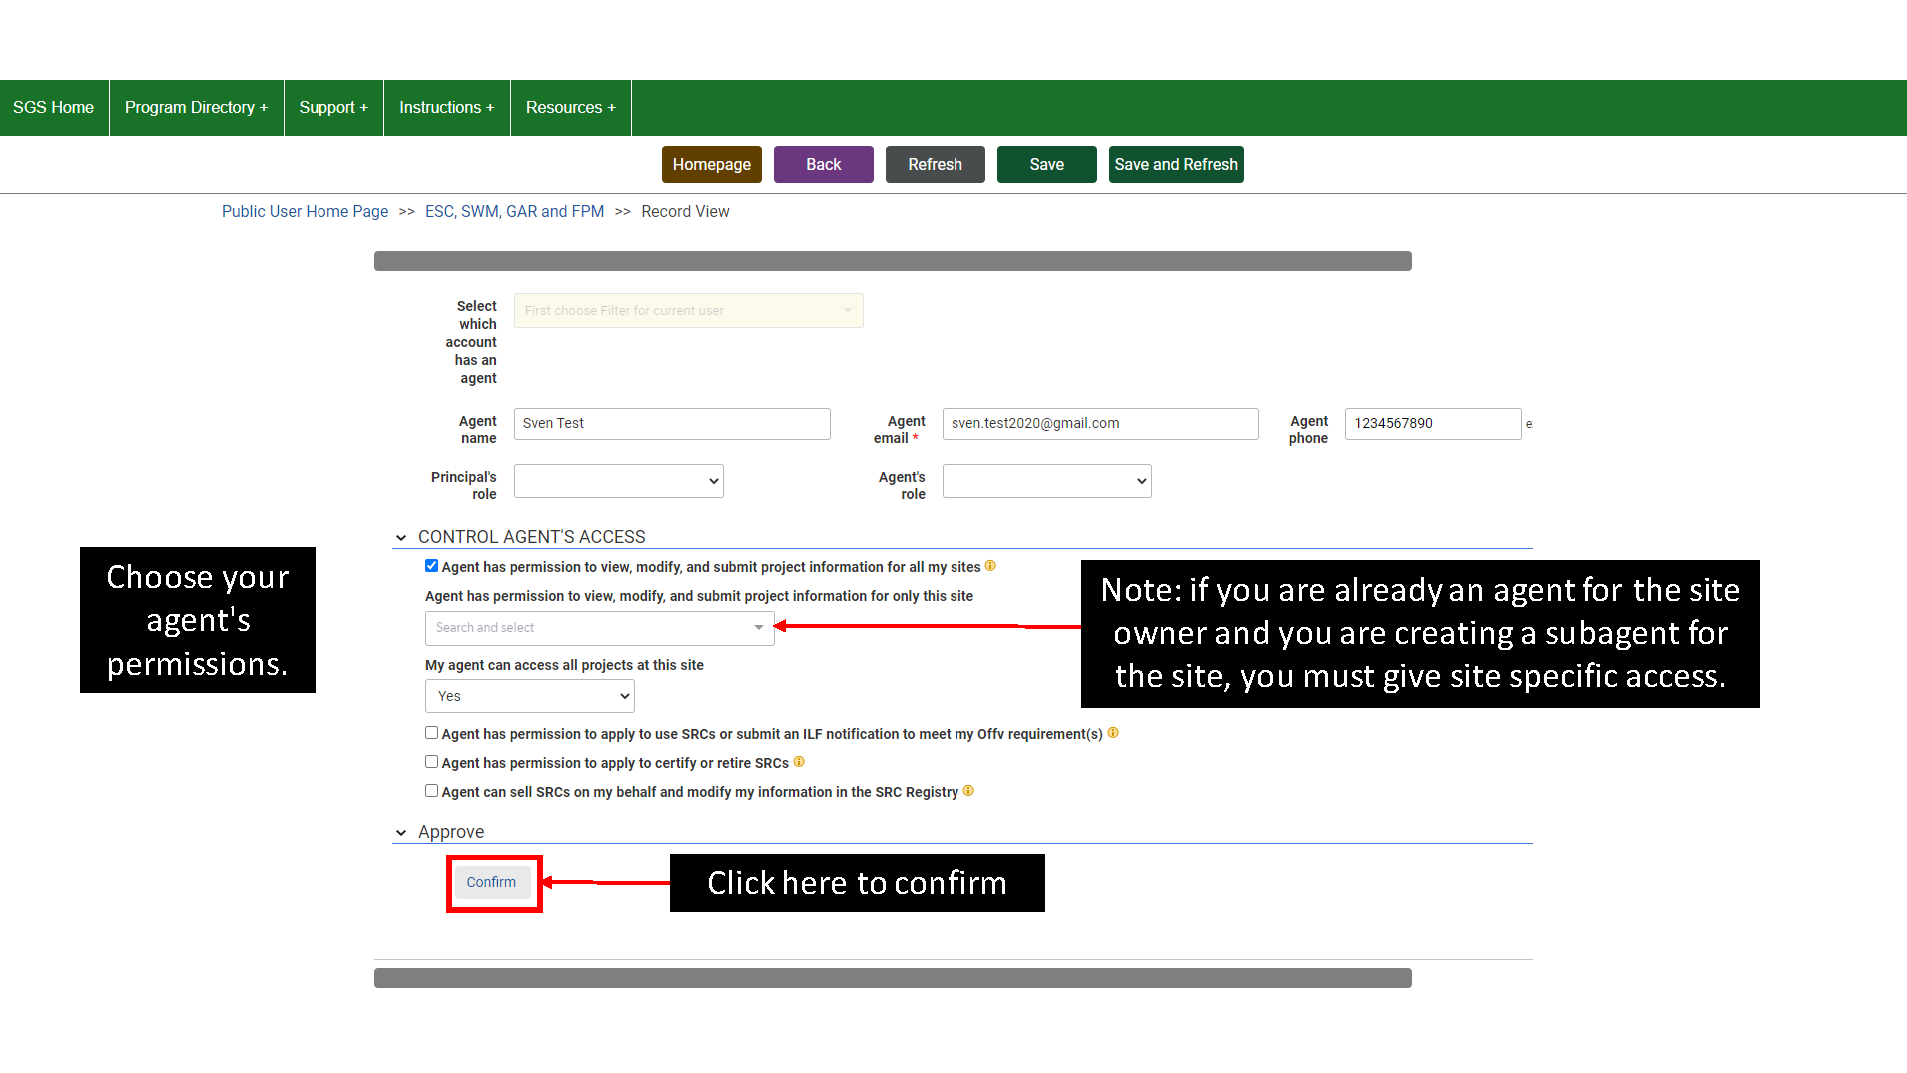 SGS Home Program Directory + Support + Instructions + Resources +
Homepage Back Refresh Save Save and Refresh
Public User Home Page >> ESC, SWM, GAR and FPM >> Record View
Select
which
account
has an
agent
First choose Filter for current user
Agent
name
Sven Test
Agent
email *
sven.test2020@gmail.com
Agent
phone
1234567890
Principal's
role
Agent's
role
CONTROL AGENT'S ACCESS
Agent has permission to view, modify, and submit project information for all my sites
Agent has permission to view, modify, and submit project information for only this site
Search and select
My agent can access all projects at this site
Yes
Agent has permission to apply to use SRCs or submit an ILF notification to meet my Offv requirement(s)
Agent has permission to apply to certify or retire SRCs
Agent can sell SRCs on my behalf and modify my information in the SRC Registry
Choose your
agent's
permissions.
Note: if you are already an agent for the site
owner and you are creating a subagent for
the site, you must give site specific access.
Approve
Confirm
Click here to confirm